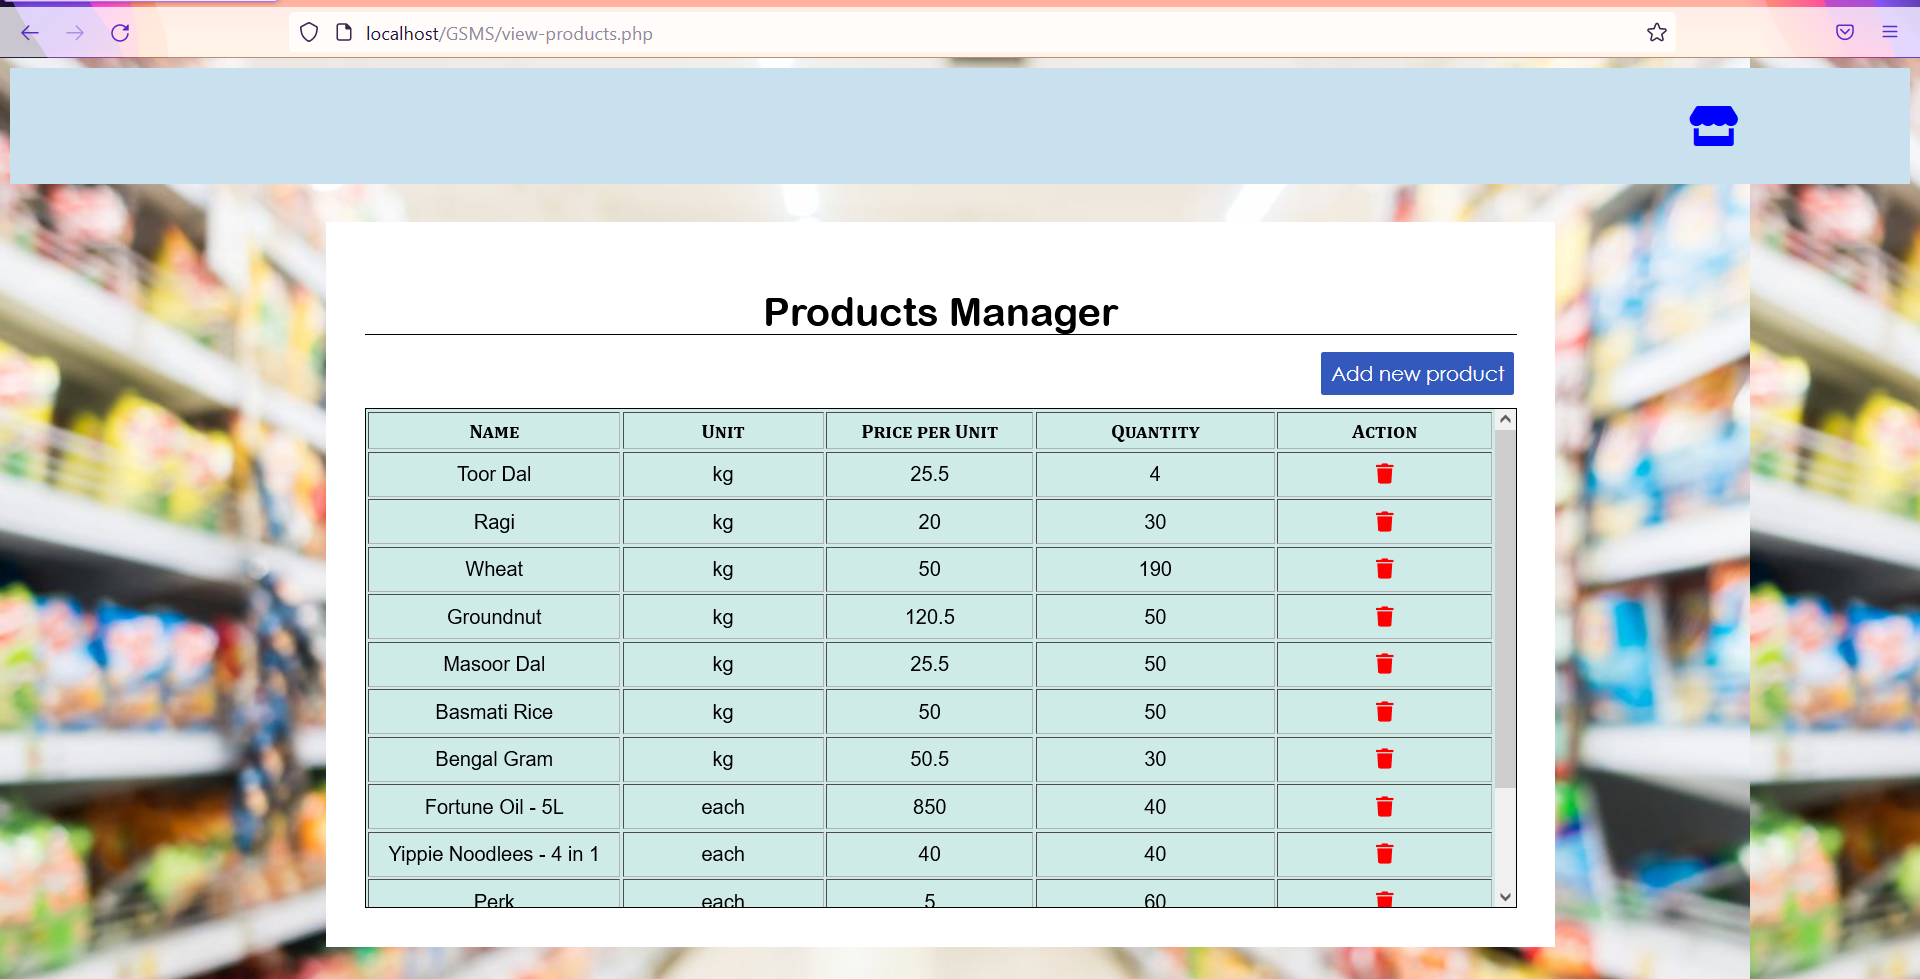 localhost/GSMS/view-products.php
Products Manager
Add new product
Name Unit Price per Unit Quantity Action
Toor Dal kg 25.5 4
Ragi kg 20 30
Wheat kg 50 190
Groundnut kg 120.5 50
Masoor Dal kg 25.5 50
Basmati Rice kg 50 50
Bengal Gram kg 50.5 30
Fortune Oil - 5L each 850 40
Yippie Noodlees - 4 in 1 each 40 40
Perk each 5 60